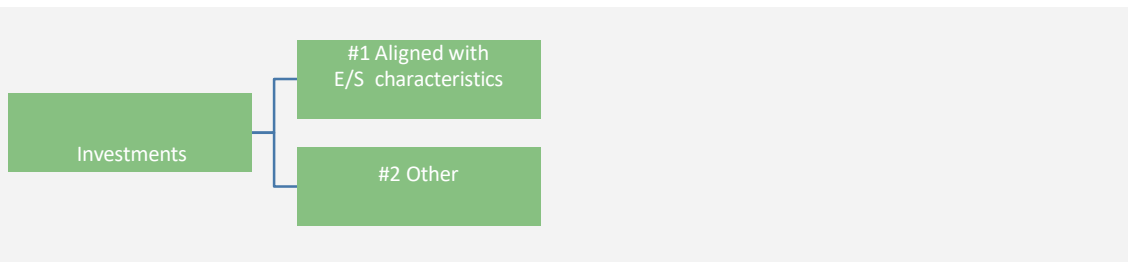 #1 Aligned with
E/S characteristics
Investments
#2 Other